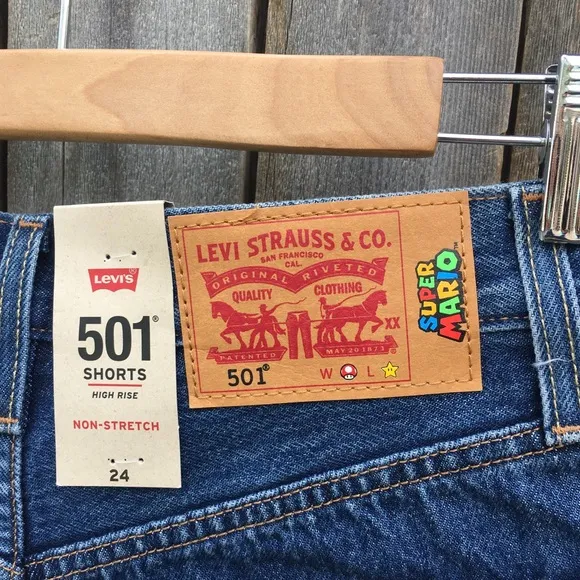 LEVI'S®
501®
SHORTS
HIGH RISE
NON-STRETCH
24
LEVI STRAUSS & CO.
SAN FRANCISCO
CAL.
ORIGINAL RIVETED
QUALITY CLOTHING
XX
PATENTED MAY 20 1873
501® W L
SUPER
MARIO